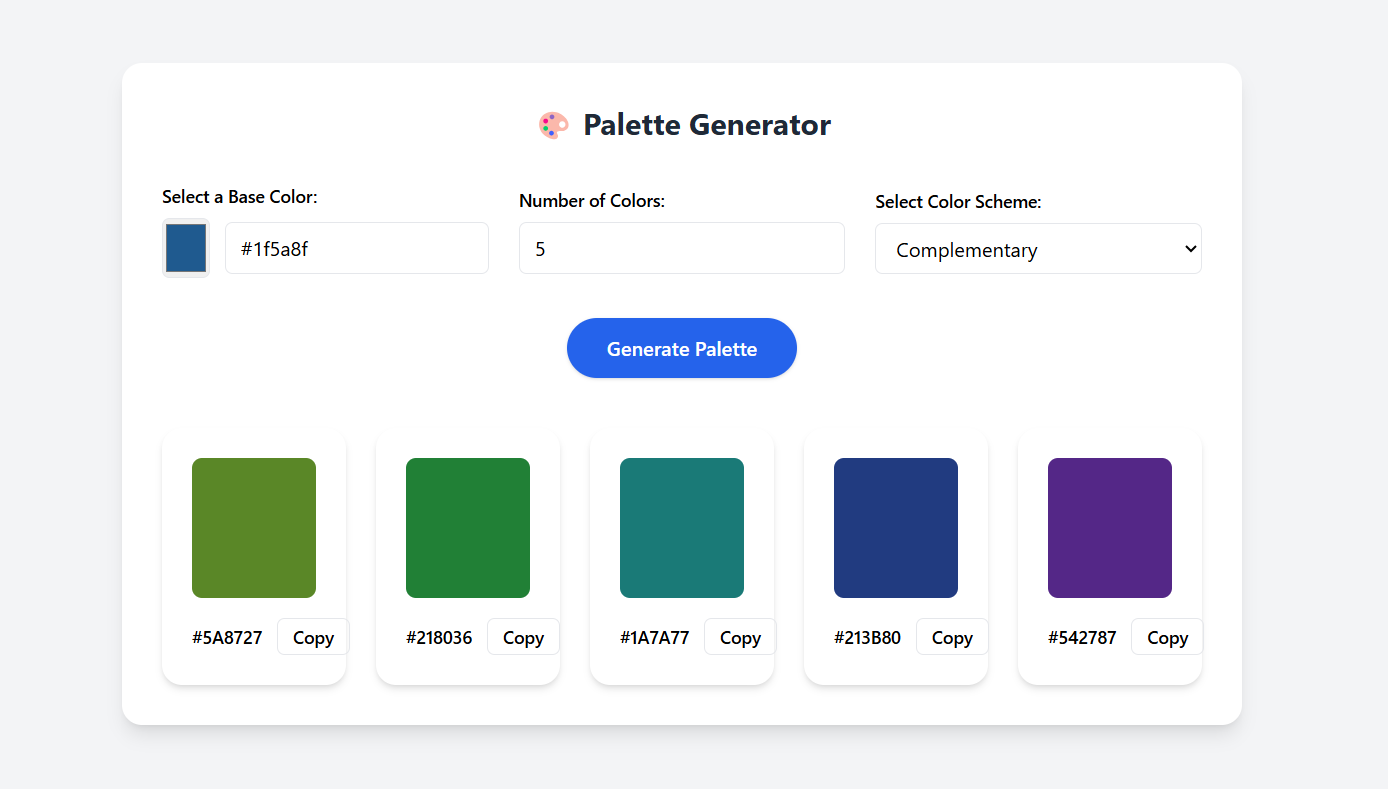 Palette Generator
Select a Base Color:
Number of Colors:
Select Color Scheme:
#1f5a8f
5
Complementary
Generate Palette
#5A8727 Copy
#218036 Copy
#1A7A77 Copy
#213B80 Copy
#542787 Copy